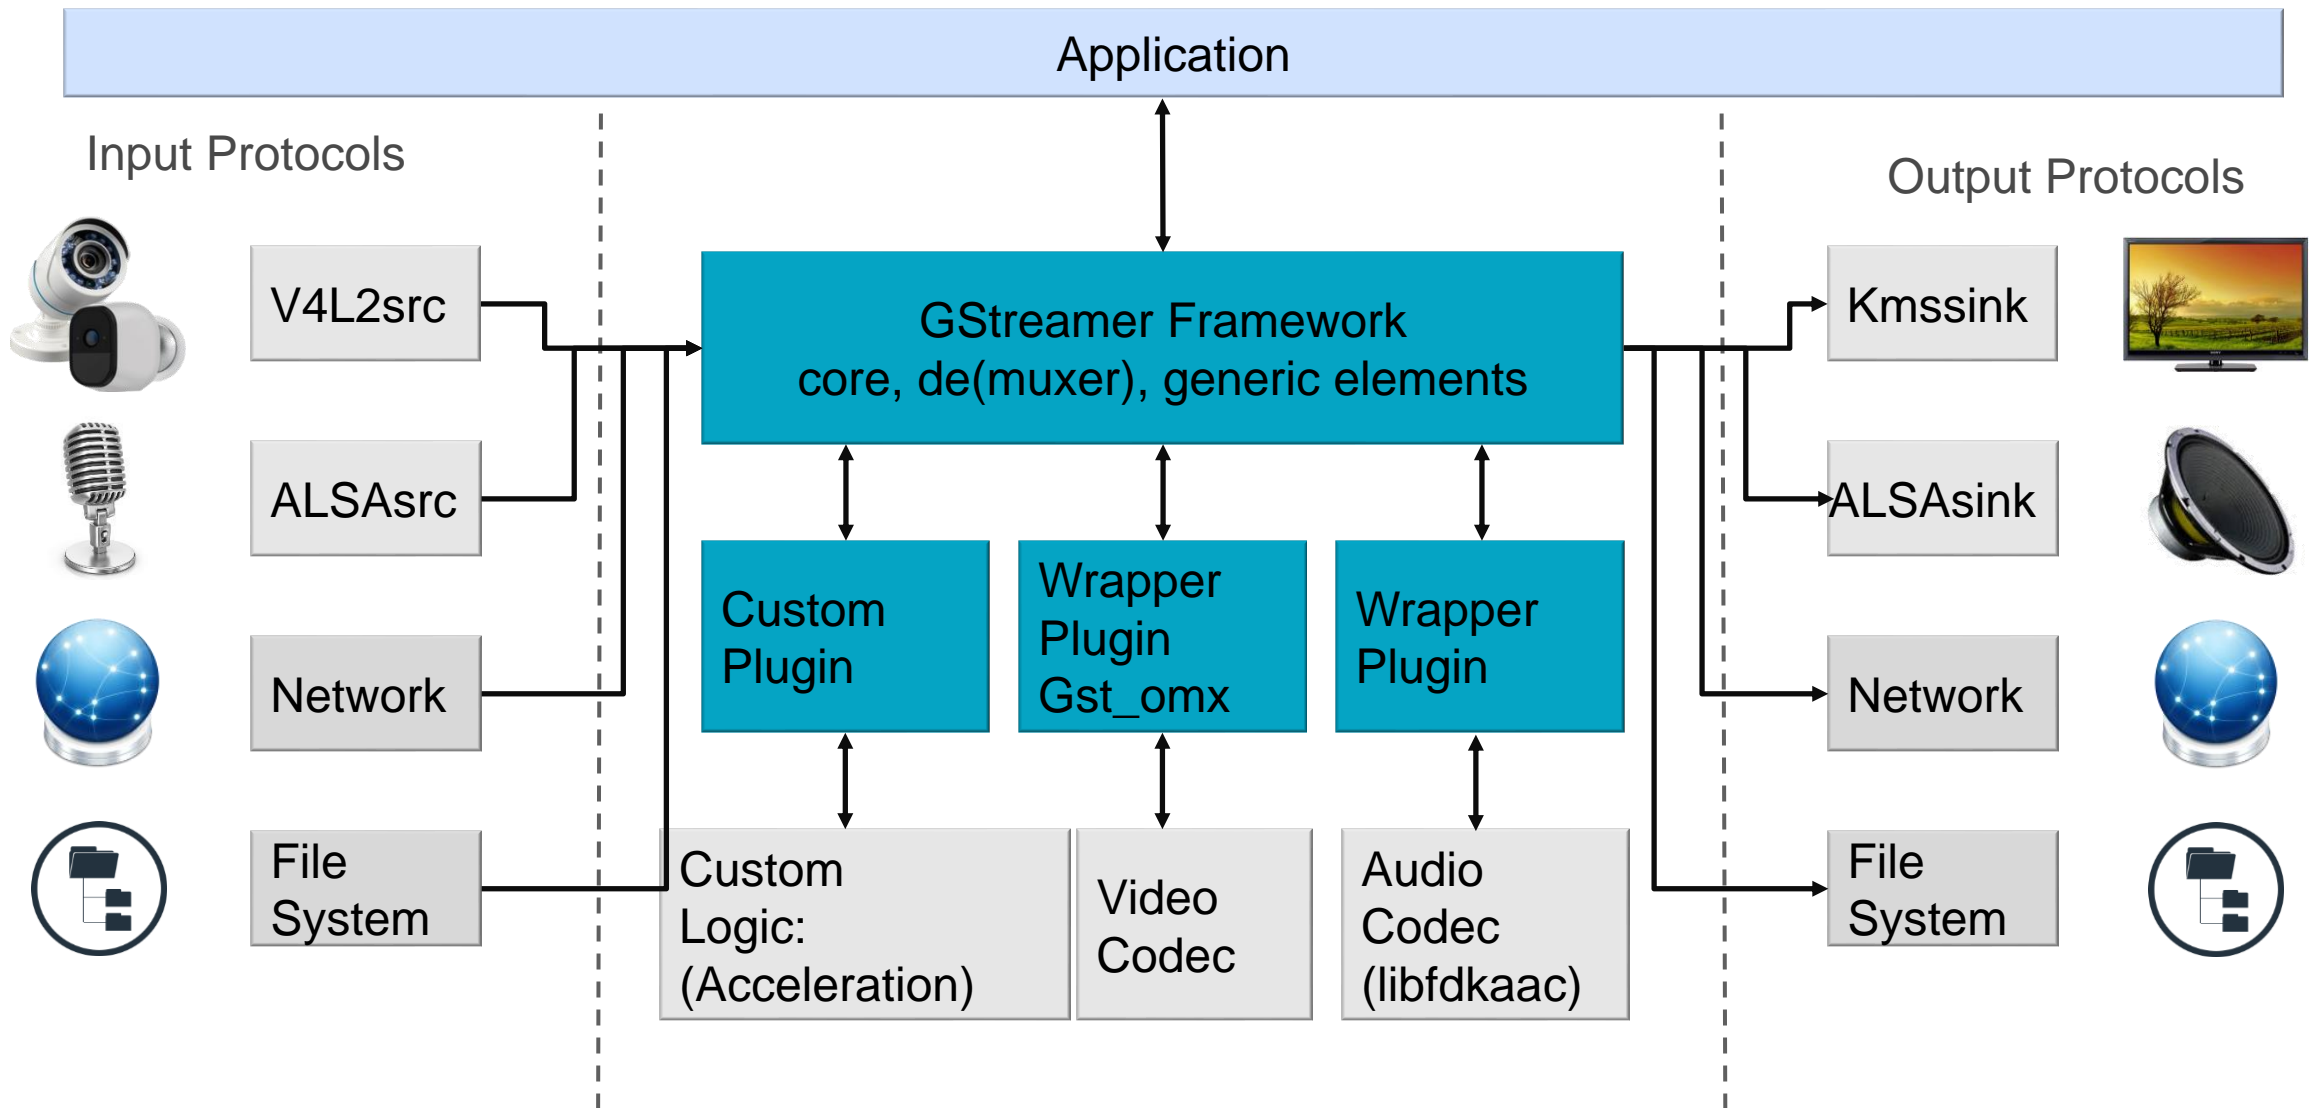 Application
Input Protocols
Output Protocols
V4L2src
GStreamer Framework
core, de(muxer), generic elements
Kmssink
ALSAsrc
ALSAsink
Custom
Plugin
Wrapper
Plugin
Gst_omx
Wrapper
Plugin
Network
Network
File
System
Custom
Logic:
(Acceleration)
Video
Codec
Audio
Codec
(libfdkaac)
File
System